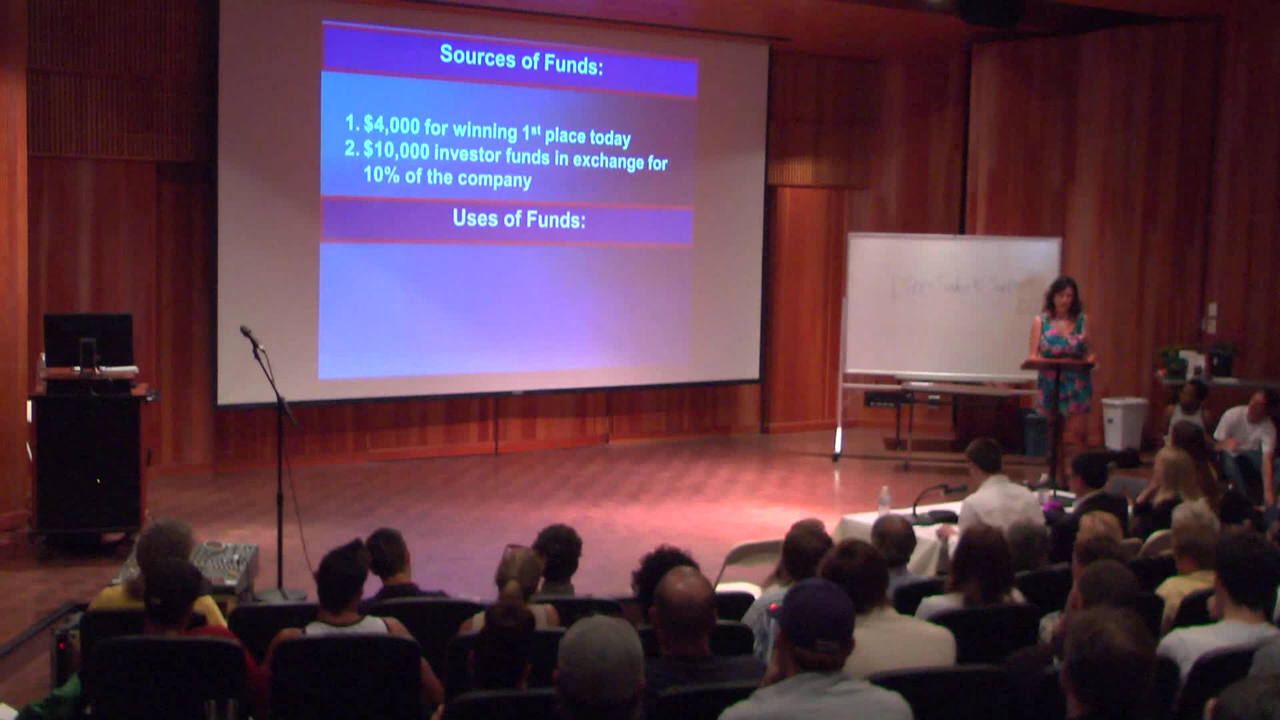 Sources of Funds:
1. $4,000 for winning 1st place today
2. $10,000 investor funds in exchange for
10% of the company
Uses of Funds: